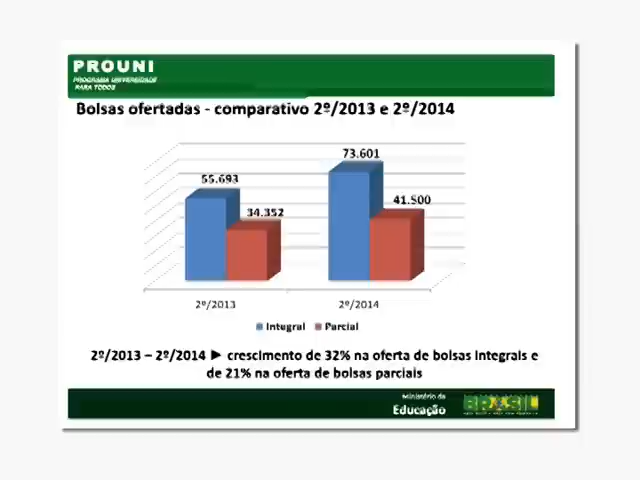 PROUNI
PROGRAMA UNIVERSIDADE
PARA TODOS
Bolsas ofertadas - comparativo 2º/2013 e 2º/2014
73.601
55.693
41.500
34.352
2º/2013 2º/2014
Integral Parcial
2º/2013 – 2º/2014 ► crescimento de 32% na oferta de bolsas integrais e
de 21% na oferta de bolsas parciais
Ministério da
Educação
BRASIL